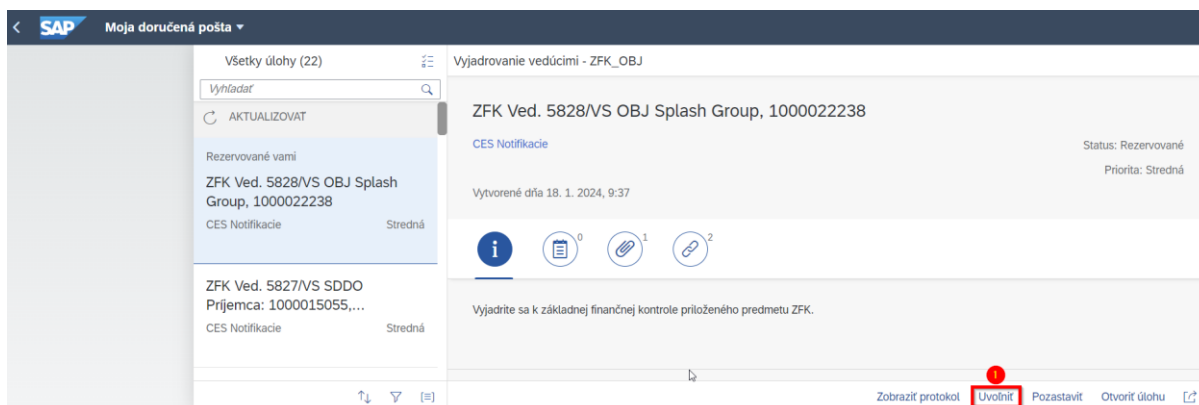 SAP Moja doručená pošta
Všetky úlohy (22)
Vyhľadať
AKTUALIZOVAŤ
Rezervované vami
ZFK Ved. 5828/VS OBJ Splash
Group, 1000022238
CES Notifikacie Stredná
ZFK Ved. 5827/VS SDDO
Príjemca: 1000015055,...
CES Notifikacie Stredná
Vyjadrovanie vedúcimi - ZFK_OBJ
ZFK Ved. 5828/VS OBJ Splash Group, 1000022238
CES Notifikacie
Status: Rezervované
Priorita: Stredná
Vytvorené dňa 18. 1. 2024, 9:37
0 1 2
Vyjadrite sa k základnej finančnej kontrole priloženého predmetu ZFK.
1
Zobraziť protokol Uvoľniť Pozastaviť Otvoriť úlohu